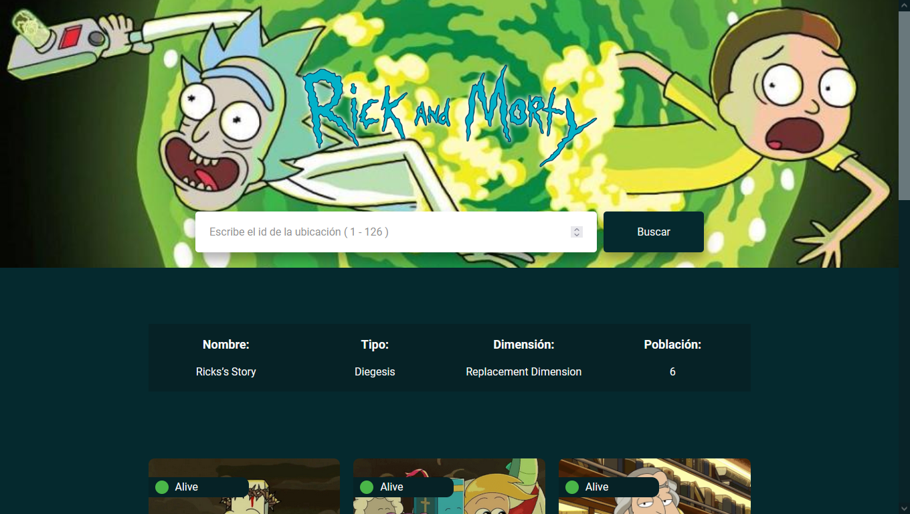 Rick and Morty
Escribe el id de la ubicación ( 1 - 126 )
Buscar
Nombre:
Tipo:
Dimensión:
Población:
Ricks's Story
Diegesis
Replacement Dimension
6
Alive
Alive
Alive